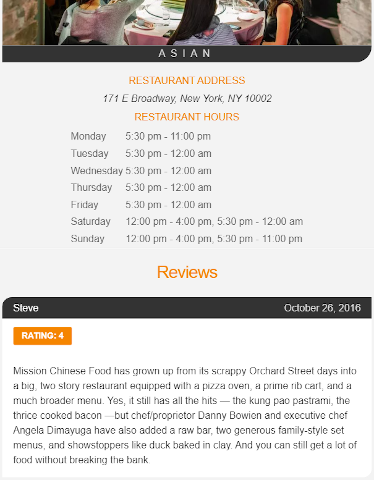 ASIAN
RESTAURANT ADDRESS
171 E Broadway, New York, NY 10002
RESTAURANT HOURS
Monday 5:30 pm - 11:00 pm
Tuesday 5:30 pm - 12:00 am
Wednesday 5:30 pm - 12:00 am
Thursday 5:30 pm - 12:00 am
Friday 5:30 pm - 12:00 am
Saturday 12:00 pm - 4:00 pm, 5:30 pm - 12:00 am
Sunday 12:00 pm - 4:00 pm, 5:30 pm - 11:00 pm
Reviews
Steve October 26, 2016
RATING: 4
Mission Chinese Food has grown up from its scrappy Orchard Street days into
a big, two story restaurant equipped with a pizza oven, a prime rib cart, and a
much broader menu. Yes, it still has all the hits — the kung pao pastrami, the
thrice cooked bacon —but chef/proprietor Danny Bowien and executive chef
Angela Dimayuga have also added a raw bar, two generous family-style set
menus, and showstoppers like duck baked in clay. And you can still get a lot of
food without breaking the bank.